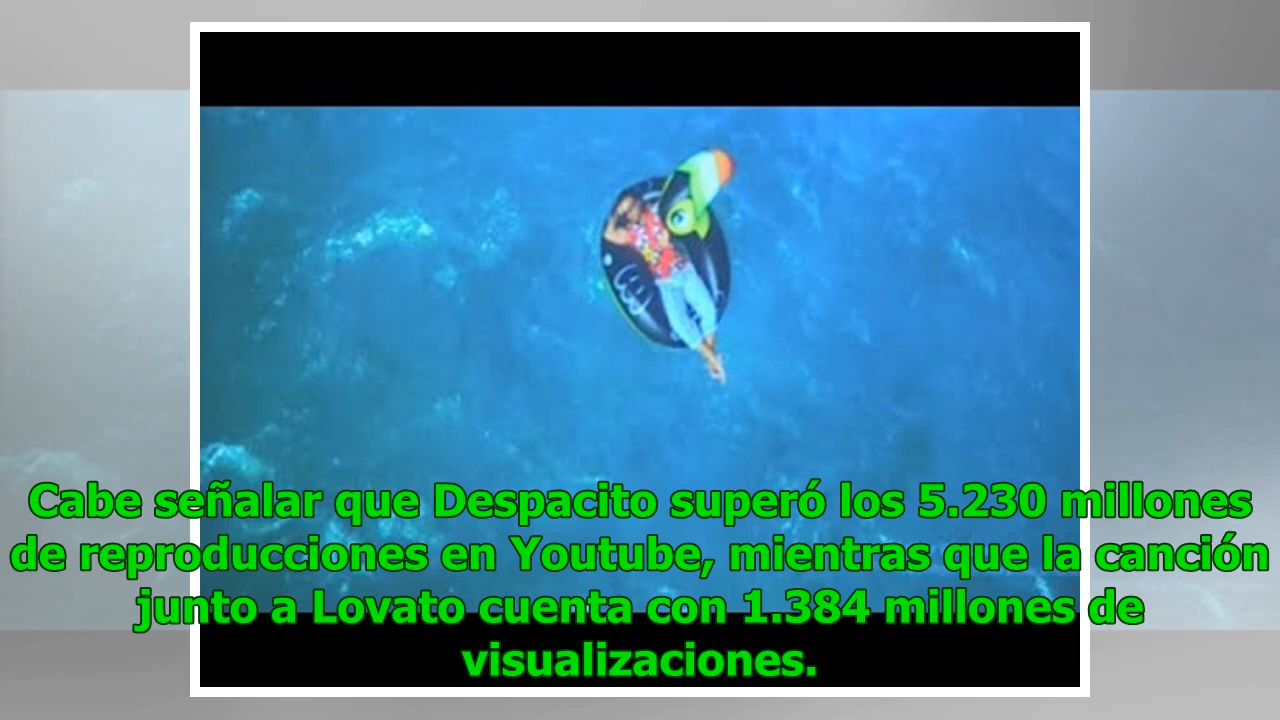 Cabe señalar que Despacito superó los 5.230 millones
de reproducciones en Youtube, mientras que la canción
junto a Lovato cuenta con 1.384 millones de
visualizaciones.